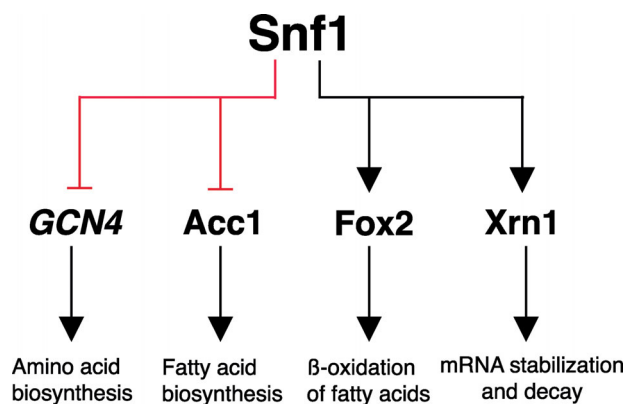 Snf1
GCN4 Acc1 Fox2 Xrn1
Amino acid
biosynthesis
Fatty acid
biosynthesis
ß-oxidation
of fatty acids
mRNA stabilization
and decay